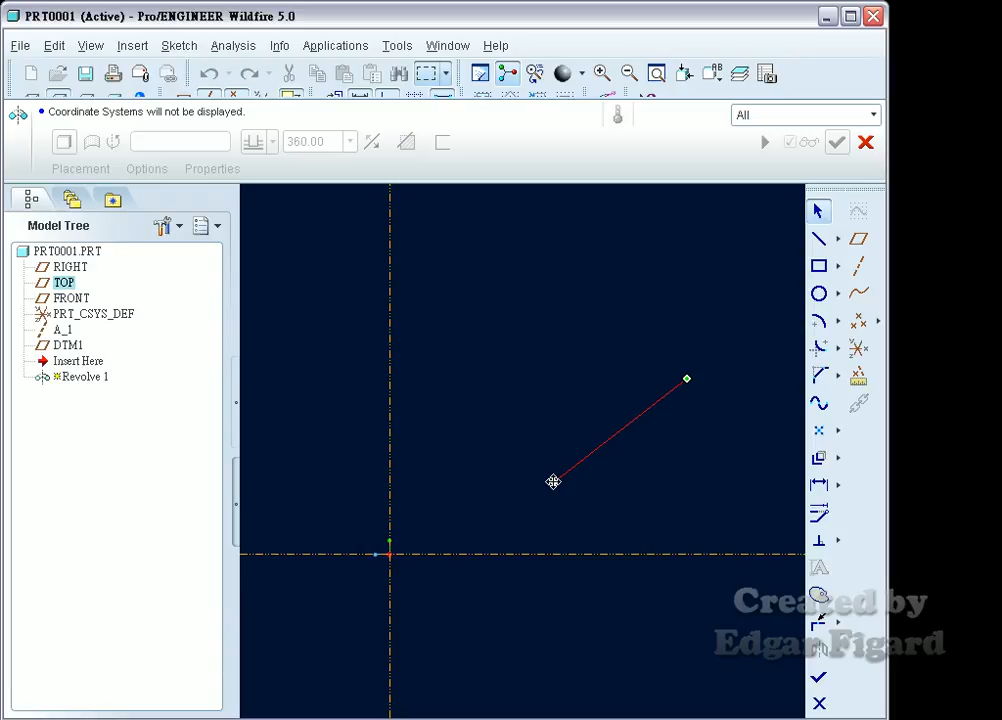 PRT0001 (Active) - Pro/ENGINEER Wildfire 5.0
File Edit View Insert Sketch Analysis Info Applications Tools Window Help
Coordinate Systems will not be displayed.
All
360.00
Placement Options Properties
Model Tree
PRT0001.PRT
RIGHT
TOP
FRONT
PRT_CSYS_DEF
A_1
DTM1
Insert Here
Revolve 1
Created by
Edgar Figard